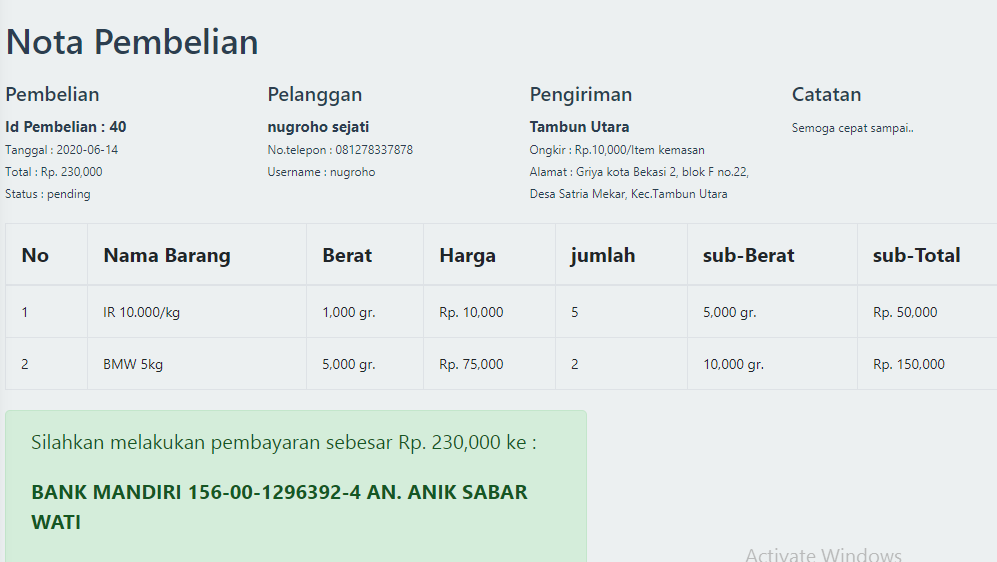 Nota Pembelian
Pembelian
Id Pembelian : 40
Tanggal : 2020-06-14
Total : Rp. 230,000
Status : pending
Pelanggan
nugroho sejati
No.telepon : 081278337878
Username : nugroho
Pengiriman
Tambun Utara
Ongkir : Rp.10,000/Item kemasan
Alamat : Griya kota Bekasi 2, blok F no.22,
Desa Satria Mekar, Kec.Tambun Utara
Catatan
Semoga cepat sampai..
No Nama Barang Berat Harga jumlah sub-Berat sub-Total
1 IR 10.000/kg 1,000 gr. Rp. 10,000 5 5,000 gr. Rp. 50,000
2 BMW 5kg 5,000 gr. Rp. 75,000 2 10,000 gr. Rp. 150,000
Silahkan melakukan pembayaran sebesar Rp. 230,000 ke :
BANK MANDIRI 156-00-1296392-4 AN. ANIK SABAR
WATI
Activate Windows